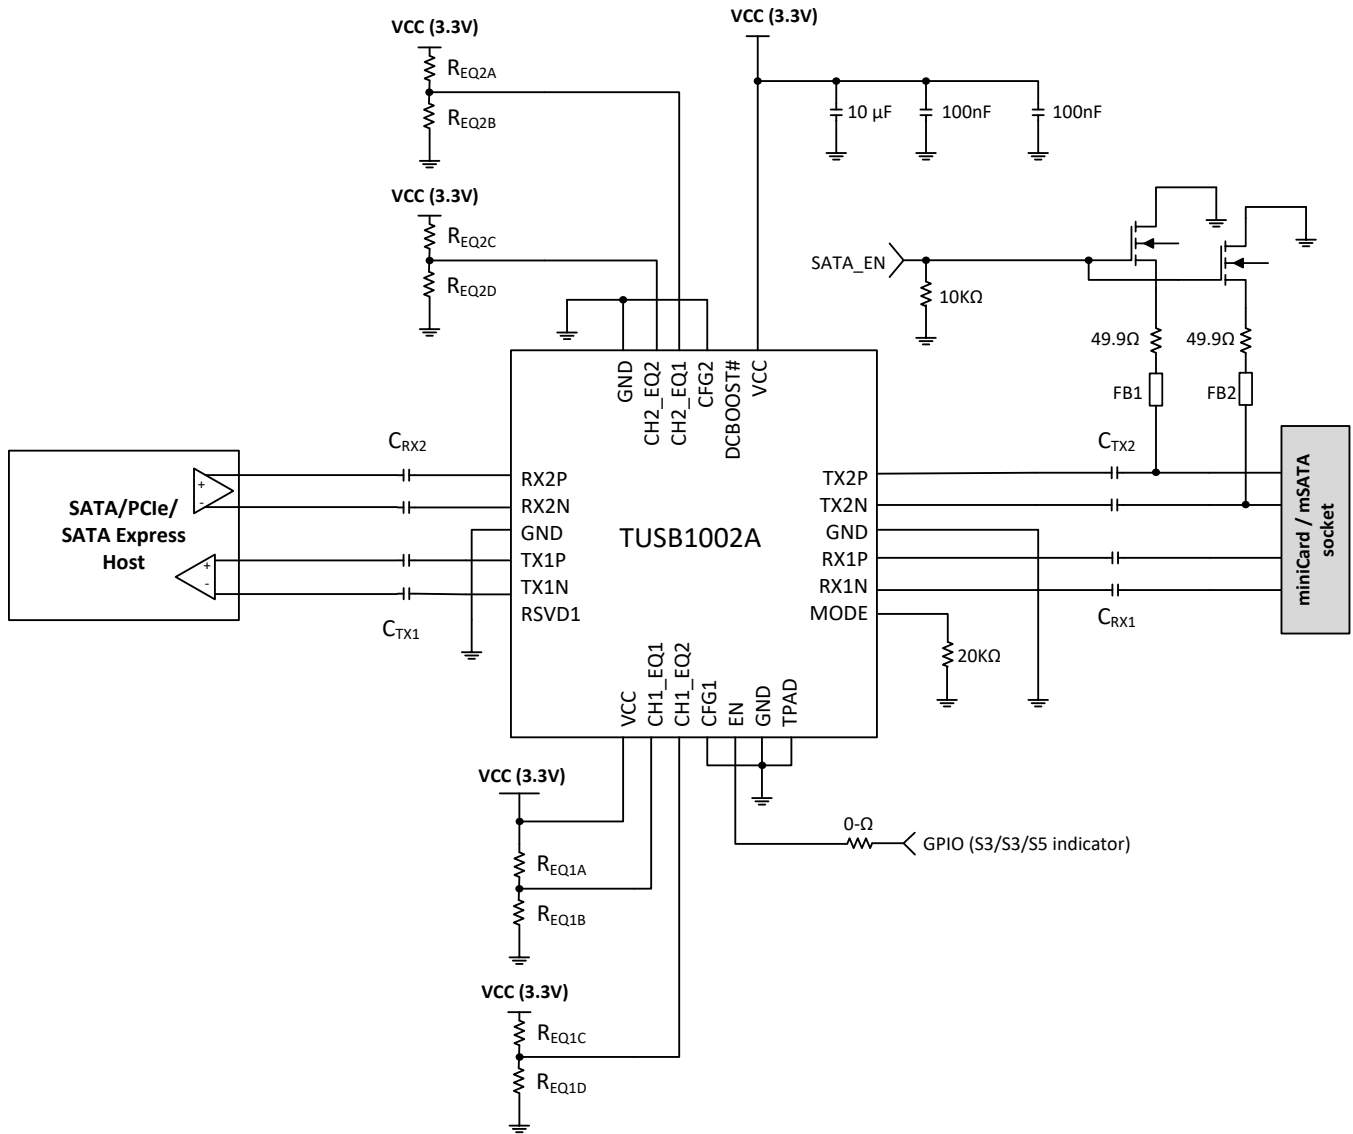 VCC (3.3V)
VCC (3.3V)
REQ2A
REQ2B
10 µF
100nF
100nF
VCC (3.3V)
REQ2C
REQ2D
SATA_EN
10KΩ
49.9Ω
49.9Ω
FB1
FB2
GND
CH2_EQ2
CH2_EQ1
CFG2
DCBOOST#
VCC
CRX2
CTX2
SATA/PCIe/
SATA Express
Host
+
-
+
-
RX2P
RX2N
GND
TX1P
TX1N
RSVD1
TUSB1002A
TX2P
TX2N
GND
RX1P
RX1N
MODE
miniCard / mSATA
socket
CTX1
CRX1
20KΩ
VCC
CH1_EQ1
CH1_EQ2
CFG1
EN
GND
TPAD
VCC (3.3V)
REQ1A
REQ1B
0-Ω
GPIO (S3/S3/S5 indicator)
VCC (3.3V)
REQ1C
REQ1D